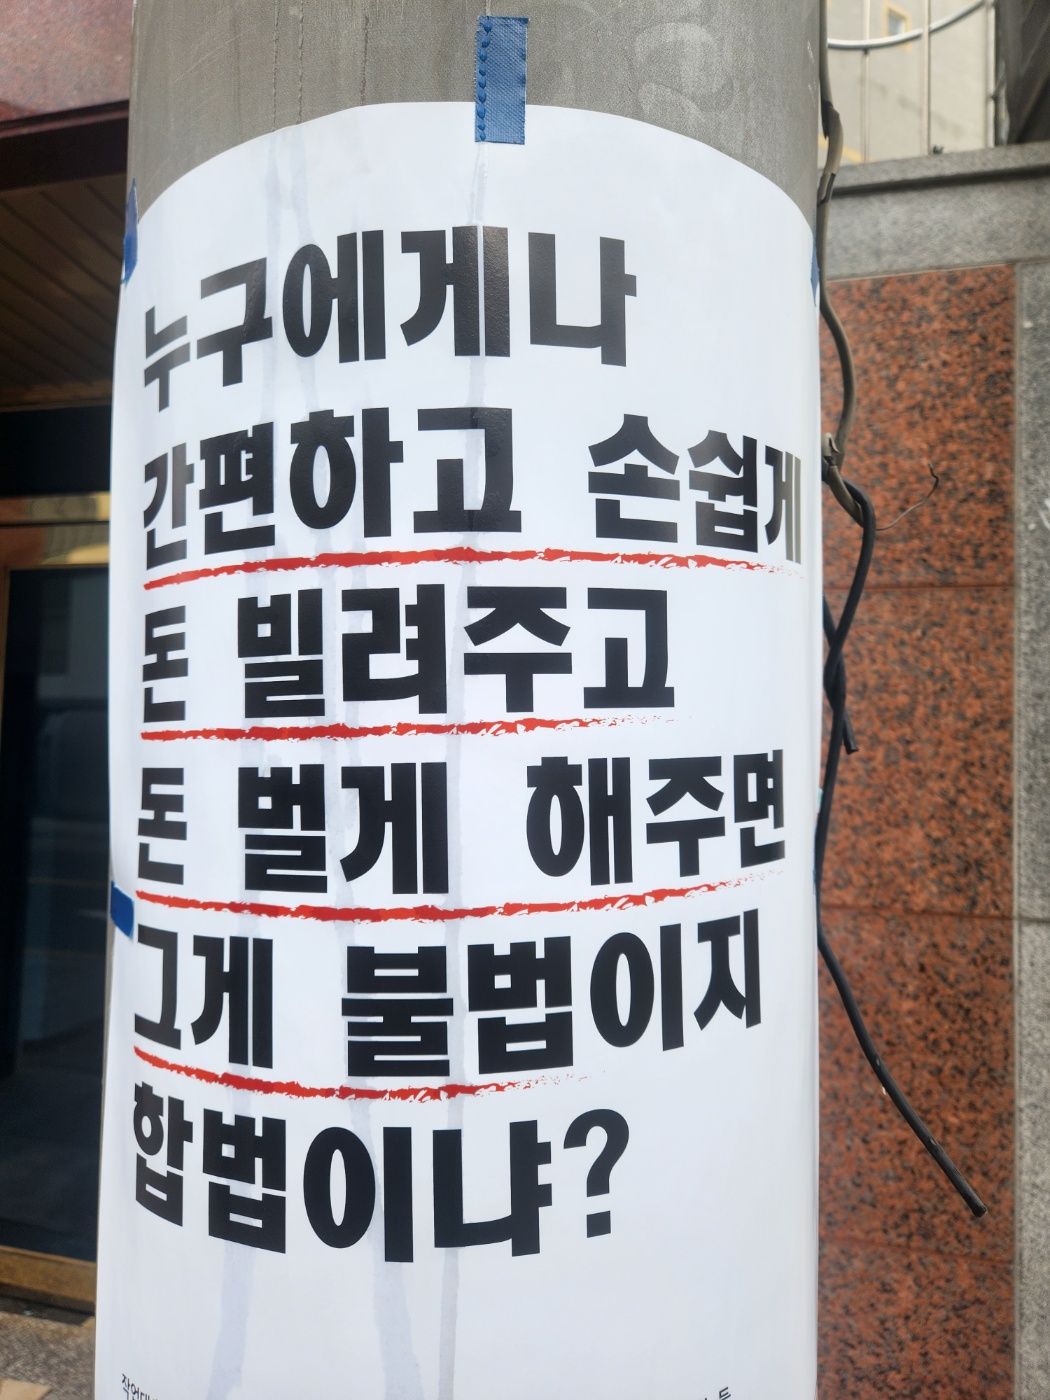 누구에게나
간편하고 손쉽게
돈 빌려주고
돈 벌게 해주면
그게 불법이지
합법이냐?